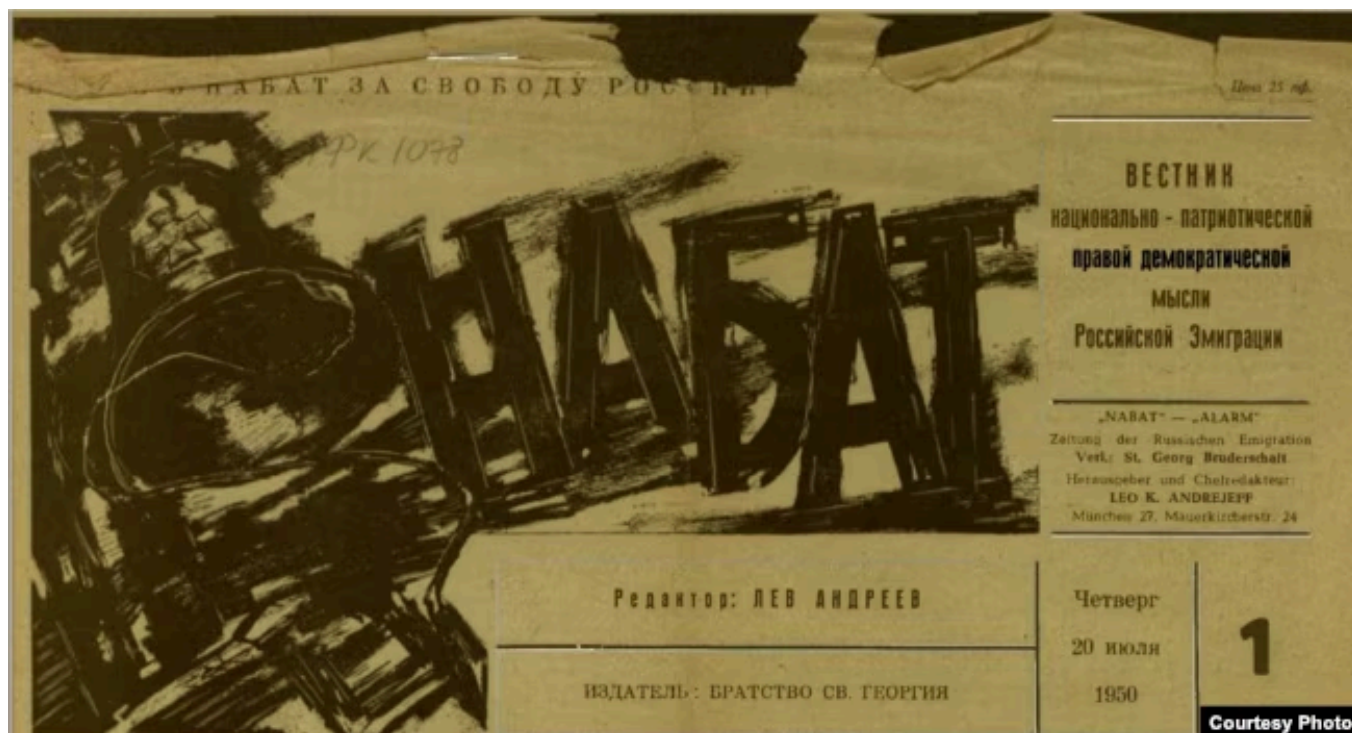 НАБАТ ЗА СВОБОДУ РОССИИ
Цена 25 пф.
1078
НАБАТ
ВЕСТНИК
национально - патриотической
правой демократической
мысли
Российской Эмиграции
„NABAT“ — „ALARM“
Zeitung der Russischen Emigration
Verl.: St. Georg Bruderschaft
Herausgeber und Chefredakteur:
LEO K. ANDREJEFF
München 27, Mauerkircherstr. 24
Редактор: ЛЕВ АНДРЕЕВ
ИЗДАТЕЛЬ: БРАТСТВО СВ. ГЕОРГИЯ
Четверг
20 июля
1950
1
Courtesy Photo